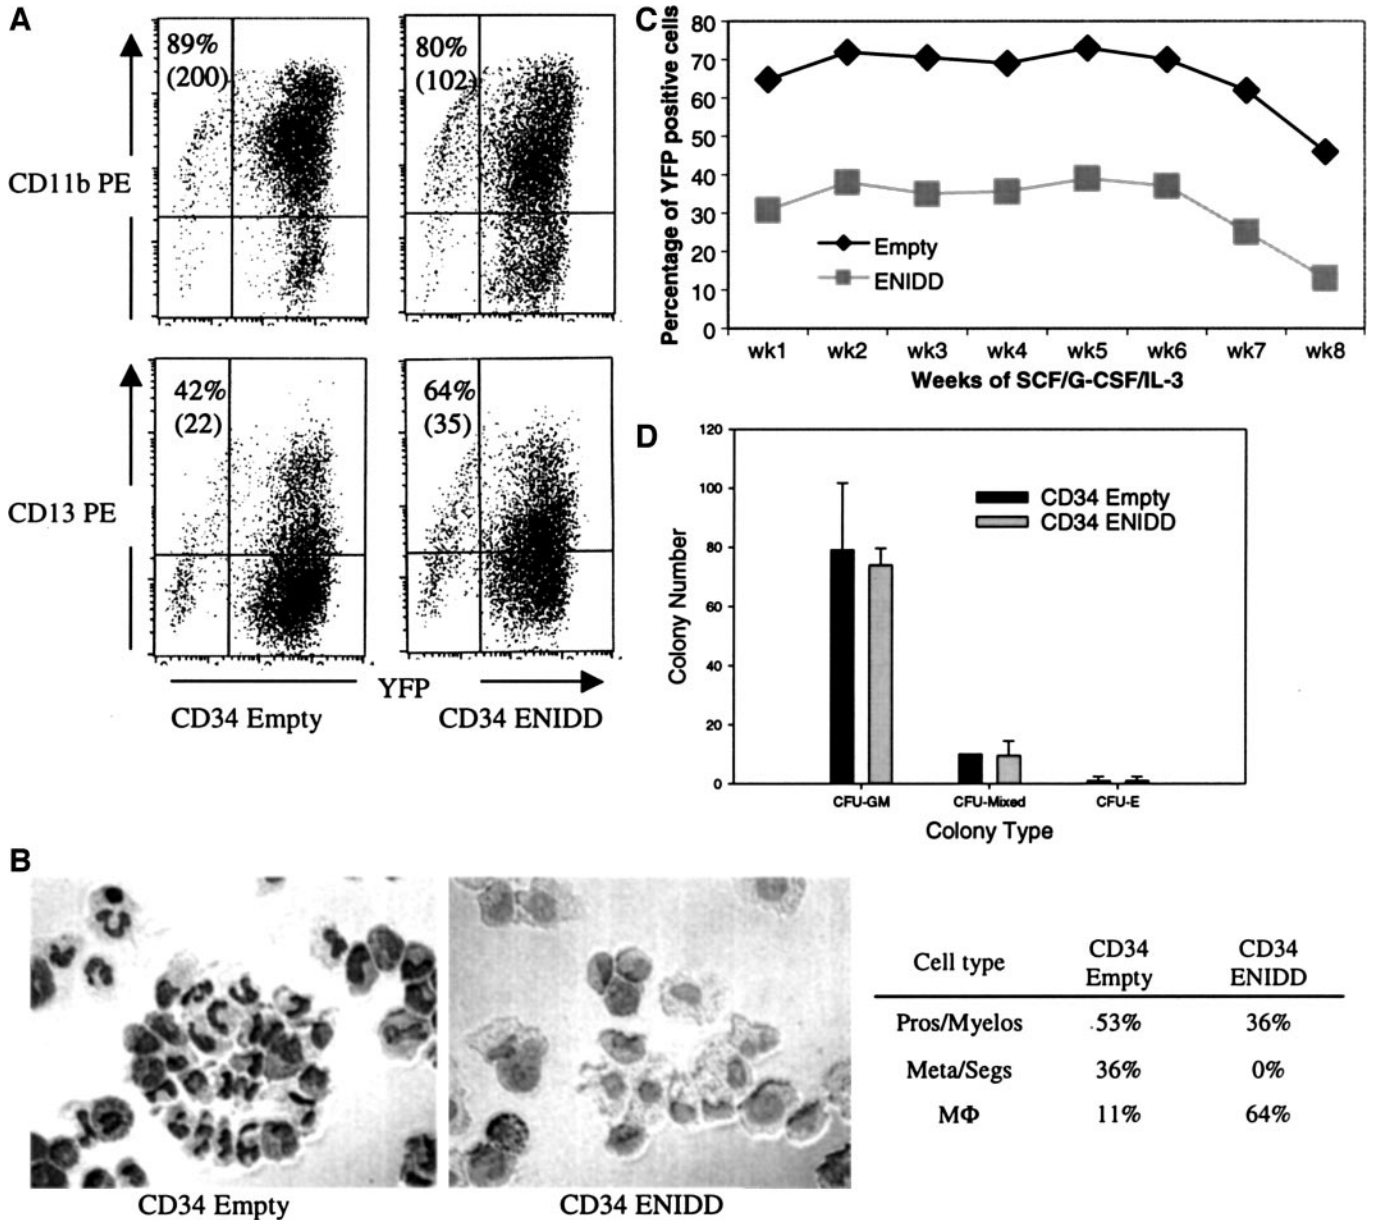 A
89%
(200)
80%
(102)
CD11b PE
42%
(22)
64%
(35)
CD13 PE
YFP
CD34 Empty
CD34 ENIDD
C
Percentage of YFP positive cells
80
70
60
50
40
30
20
10
0
Empty
ENIDD
wk1 wk2 wk3 wk4 wk5 wk6 wk7 wk8
Weeks of SCF/G-CSF/IL-3
D
Colony Number
120
100
80
60
40
20
0
CD34 Empty
CD34 ENIDD
CFU-GM CFU-Mixed CFU-E
Colony Type
B
CD34 Empty
CD34 ENIDD
Cell type CD34 Empty CD34 ENIDD
Pros/Myelos 53% 36%
Meta/Segs 36% 0%
MΦ 11% 64%